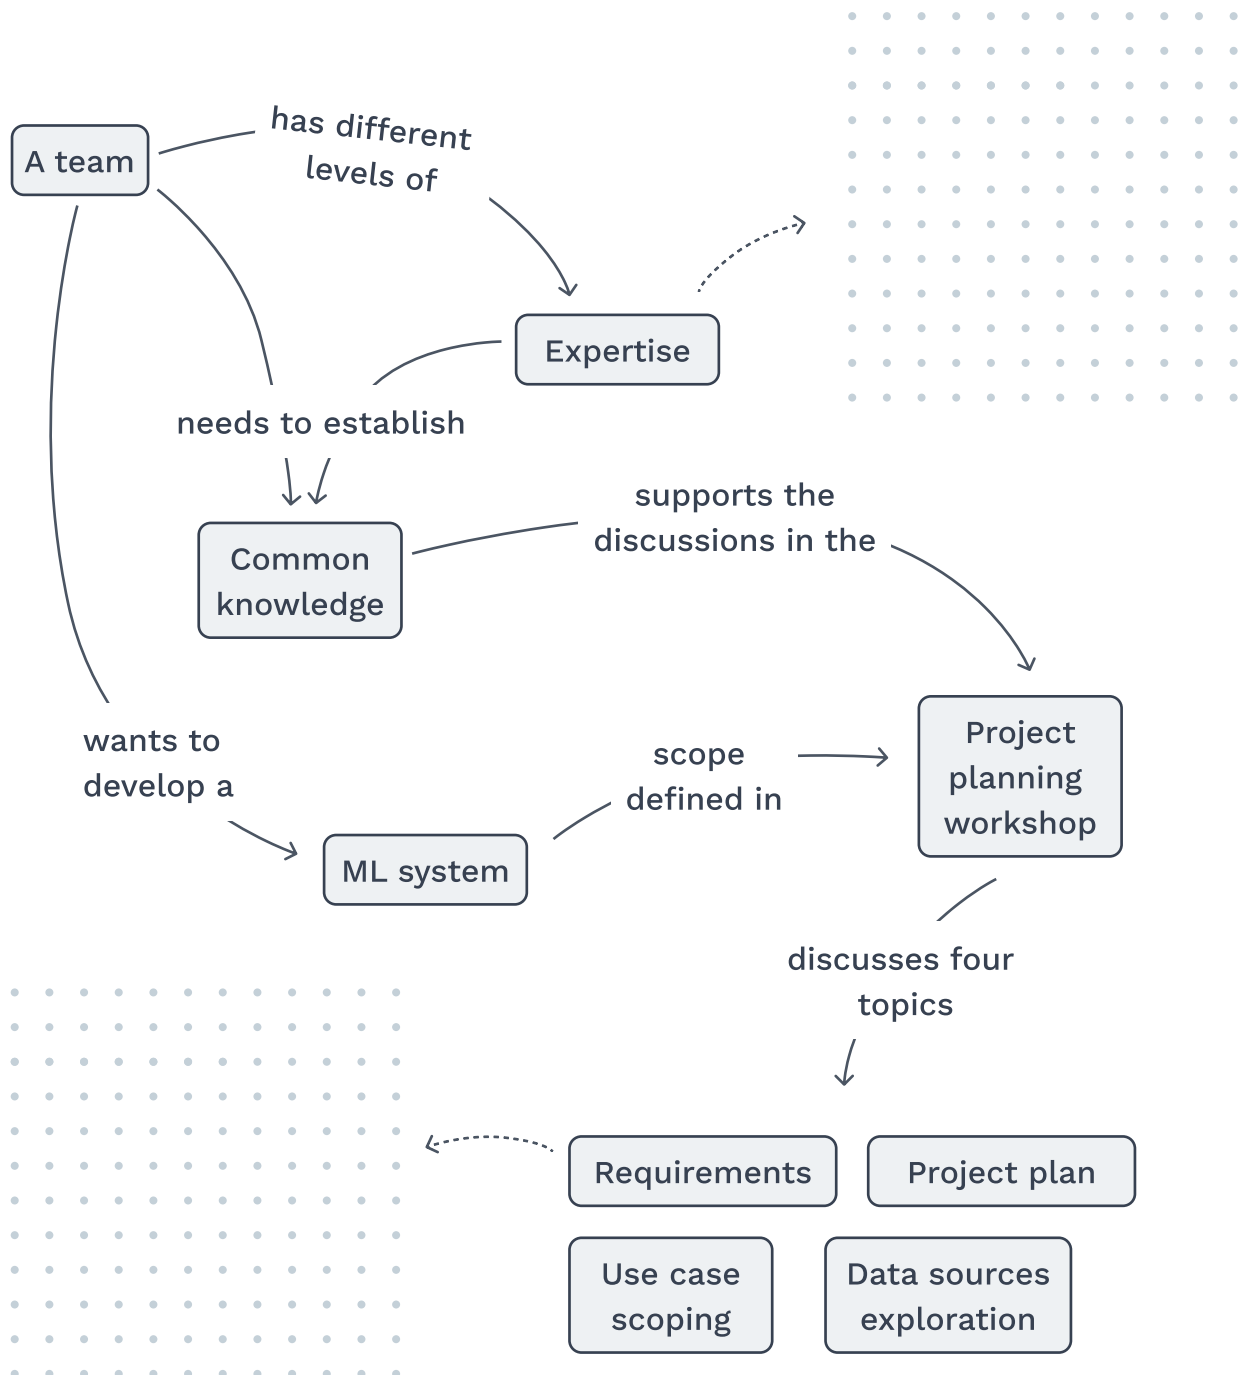 has different
levels of
A team
Expertise
needs to establish
supports the
discussions in the
Common
knowledge
wants to
develop a
scope
defined in
Project
planning
workshop
ML system
discusses four
topics
Requirements
Project plan
Use case
scoping
Data sources
exploration